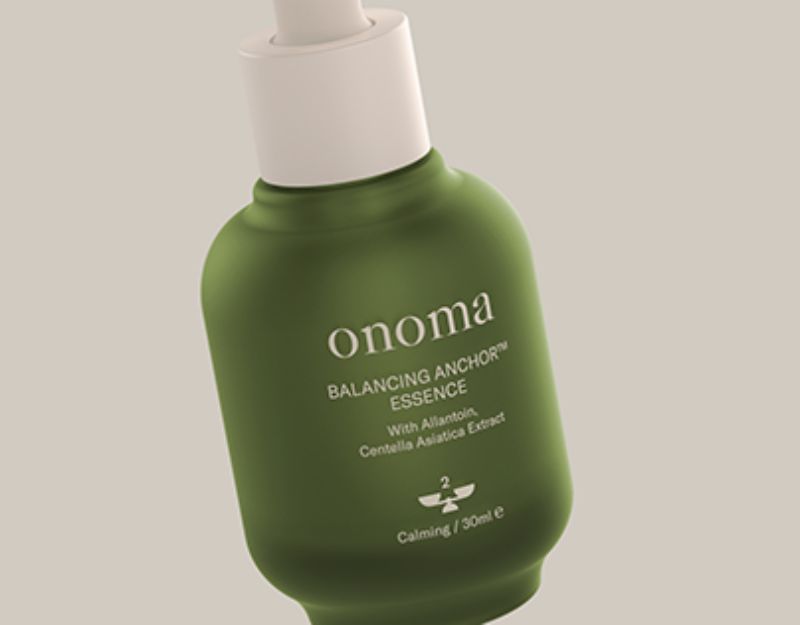 onoma
BALANCING ANCHOR™
ESSENCE
With Allantoin,
Centella Asiatica Extract
2
Calming / 30ml ℮